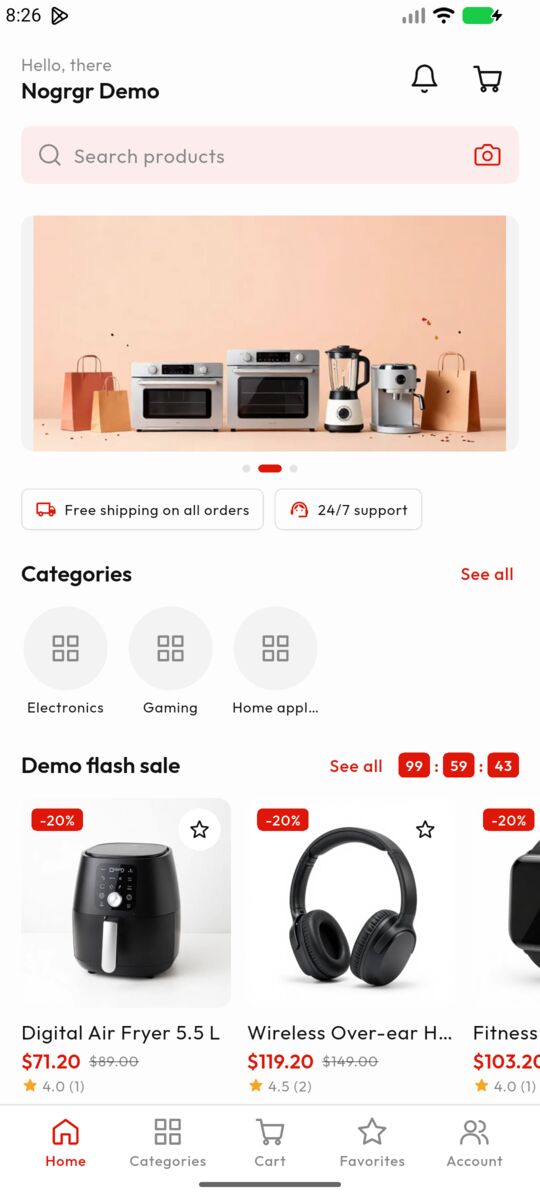 8:26
Hello, there
Nogrgr Demo
Search products
Free shipping on all orders
24/7 support
Categories
See all
Electronics
Gaming
Home appl...
Demo flash sale
See all
99 : 59 : 43
-20%
-20%
-20%
Digital Air Fryer 5.5 L
Wireless Over-ear H...
Fitness
$71.20 $89.00
$119.20 $149.00
$103.20
4.0 (1)
4.5 (2)
4.0 (1)
Home
Categories
Cart
Favorites
Account